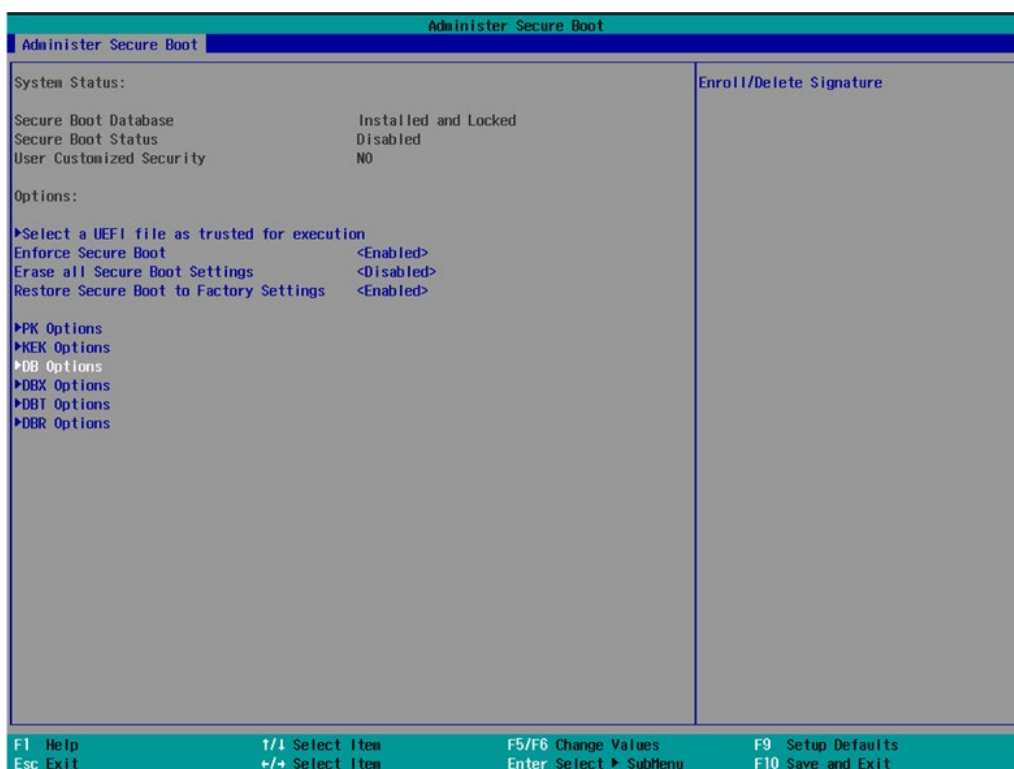 Administer Secure Boot
Administer Secure Boot
System Status:
Enroll/Delete Signature
Secure Boot Database Installed and Locked
Secure Boot Status Disabled
User Customized Security NO
Options:
▶Select a UEFI file as trusted for execution
Enforce Secure Boot <Enabled>
Erase all Secure Boot Settings <Disabled>
Restore Secure Boot to Factory Settings <Enabled>
▶PK Options
▶KEK Options
▶DB Options
▶DBX Options
▶DBT Options
▶DBR Options
F1 Help ↑/↓ Select Item F5/F6 Change Values F9 Setup Defaults
Esc Exit ←/→ Select Item Enter Select ▶ SubMenu F10 Save and Exit